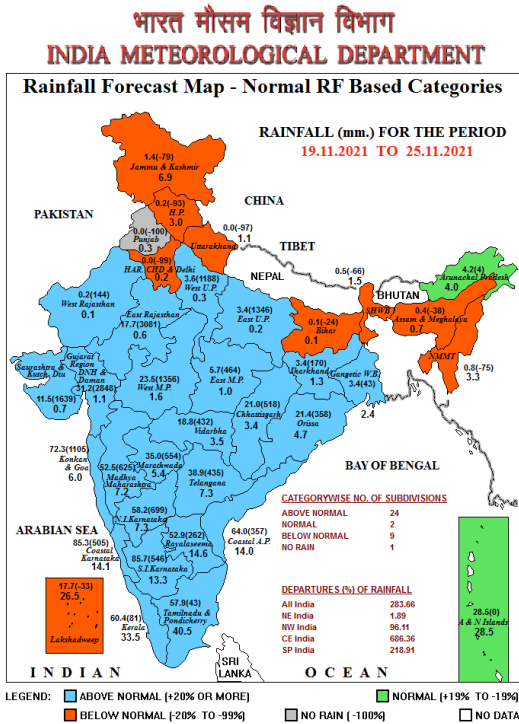 भारत मौसम विज्ञान विभाग
INDIA METEOROLOGICAL DEPARTMENT
Rainfall Forecast Map - Normal RF Based Categories
RAINFALL (mm.) FOR THE PERIOD
19.11.2021 TO 25.11.2021
1.4(-79)
Jammu & Kashmir
6.9
CHINA
PAKISTAN
0.2(-93)
H.P.
3.0
0.0(-100)
Punjab
0.3
0.0(-97)
Uttarakhand
1.1
TIBET
0.0(-99)
HAR. CHD & Delhi
0.2
NEPAL
0.5(-66)
1.5
BHUTAN
4.2(4)
Arunachal Pradesh
4.0
3.6(1188)
West U.P.
0.3
0.2(144)
West Rajasthan
0.1
East Rajasthan
17.7(3081)
0.6
3.4(1346)
East U.P.
0.2
0.1(-24)
Bihar
0.1
SHWB
0.4(-38)
Assam & Meghalaya
0.7
NMMT
0.8(-75)
3.3
Gujarat
Region
DNH &
Daman
31.2(2848)
1.1
Saurashtra &
Kutch, Diu
11.5(1639)
0.7
23.5(1356)
West M.P.
1.6
5.7(464)
East M.P.
1.0
3.4(170)
Jharkhand
1.3
Gangetic W.B.
3.4(43)
2.4
21.0(518)
Chhattisgarh
3.4
21.4(358)
Orissa
4.7
18.8(432)
Vidarbha
3.5
72.3(1105)
Konkan
& Goa
6.0
52.5(625)
Madhya
Maharashtra
7.2
35.0(554)
Marathwada
5.4
38.9(435)
Telangana
7.3
BAY OF BENGAL
58.2(699)
N.I.Karnataka
7.3
ARABIAN SEA
85.3(505)
Coastal
Karnataka
14.1
52.9(262)
Rayalaseema
14.6
64.0(357)
Coastal A.P.
14.0
85.7(546)
S.I.Karnataka
13.3
CATEGORYWISE NO. OF SUBDIVISIONS
ABOVE NORMAL 24
NORMAL 2
BELOW NORMAL 9
NO RAIN 1
17.7(-33)
26.5
Lakshadweep
60.4(81)
Kerala
33.5
57.9(43)
Tamilnadu &
Pondicherry
40.5
DEPARTURES (%) OF RAINFALL
All India 283.66
NE India 1.89
NW India 96.11
CE India 686.36
SP India 218.91
28.5(0)
A & N Islands
28.5
SRI
LANKA
INDIAN OCEAN
LEGEND: ABOVE NORMAL (+20% OR MORE) NORMAL (+19% TO -19%)
BELOW NORMAL (-20% TO -99%) NO RAIN (-100%) NO DATA